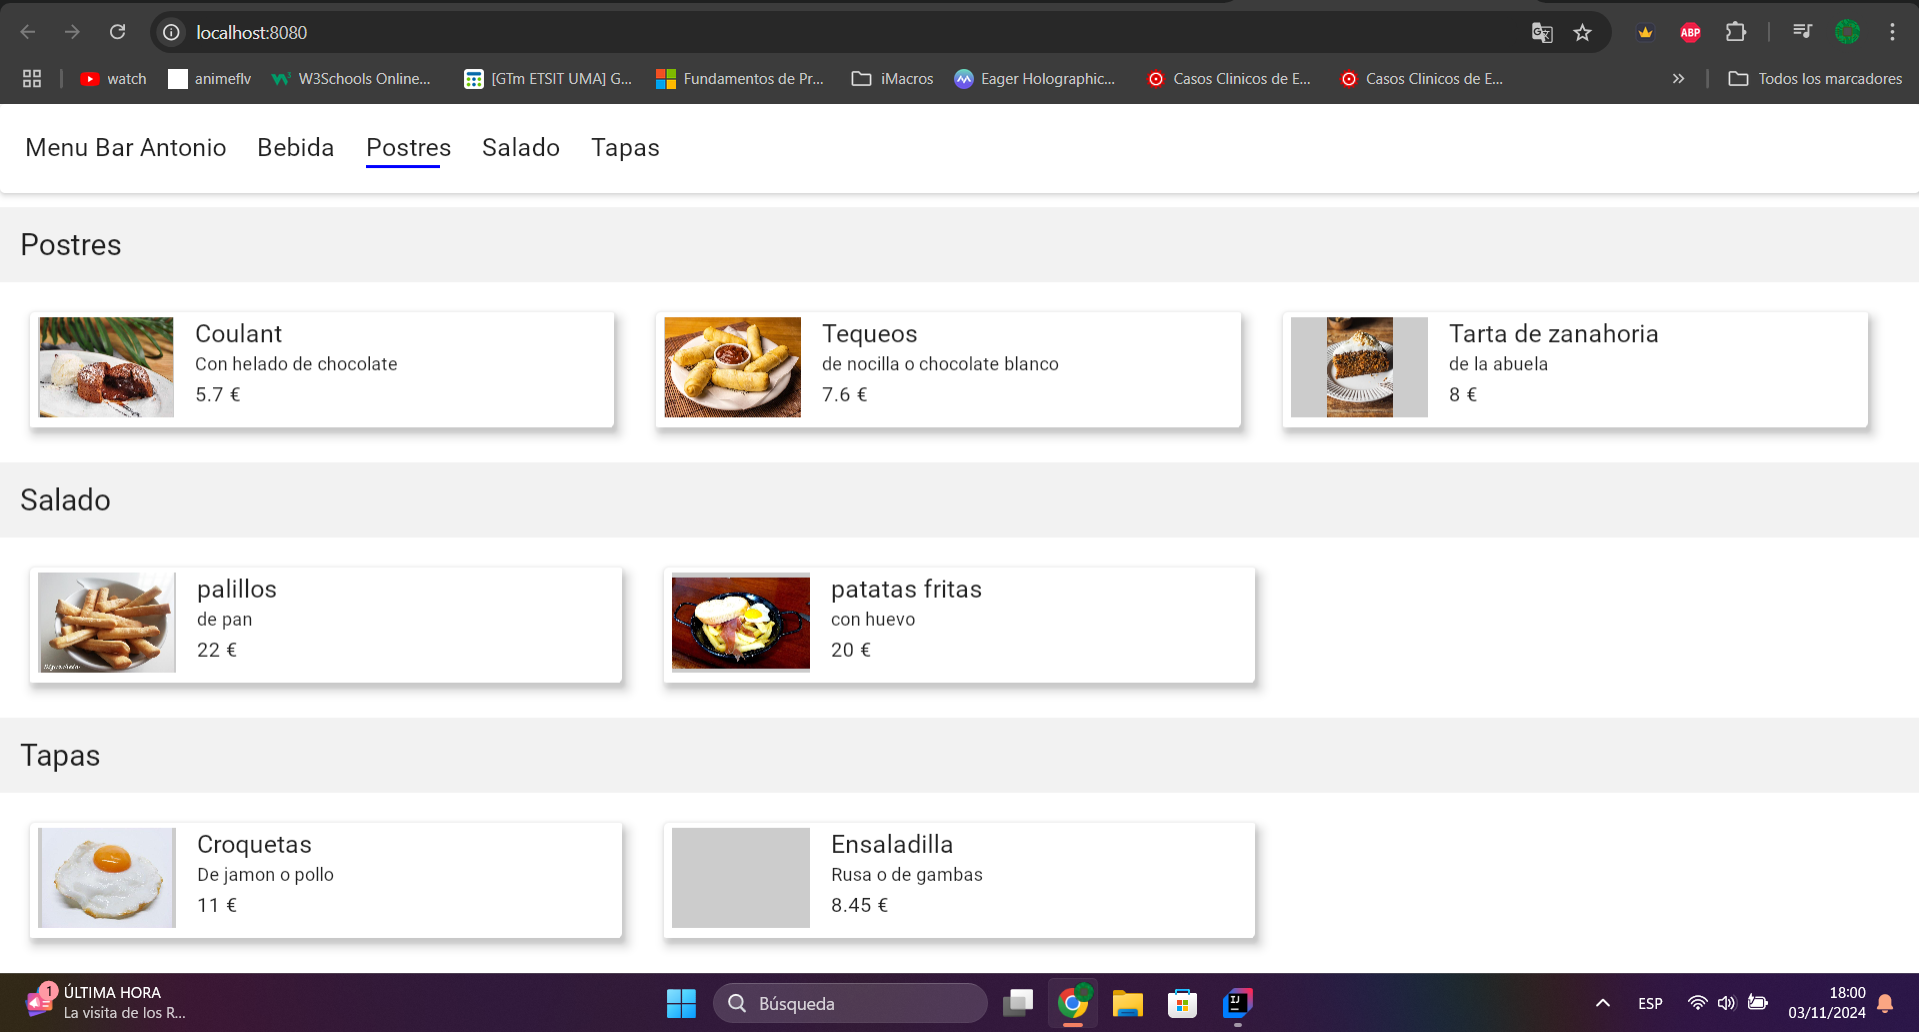 localhost:8080
watch
animeflv
W3Schools Online...
[GTm ETSIT UMA] G...
Fundamentos de Pr...
iMacros
Eager Holographic...
Casos Clinicos de E...
Casos Clinicos de E...
»
Todos los marcadores
Menu Bar Antonio
Bebida
Postres
Salado
Tapas
Postres
Coulant
Con helado de chocolate
5.7 €
Tequeos
de nocilla o chocolate blanco
7.6 €
Tarta de zanahoria
de la abuela
8 €
Salado
palillos
de pan
22 €
patatas fritas
con huevo
20 €
Tapas
Croquetas
De jamon o pollo
11 €
Ensaladilla
Rusa o de gambas
8.45 €
1
ÚLTIMA HORA
La visita de los R...
Búsqueda
ESP
18:00
03/11/2024
ABP
IJ